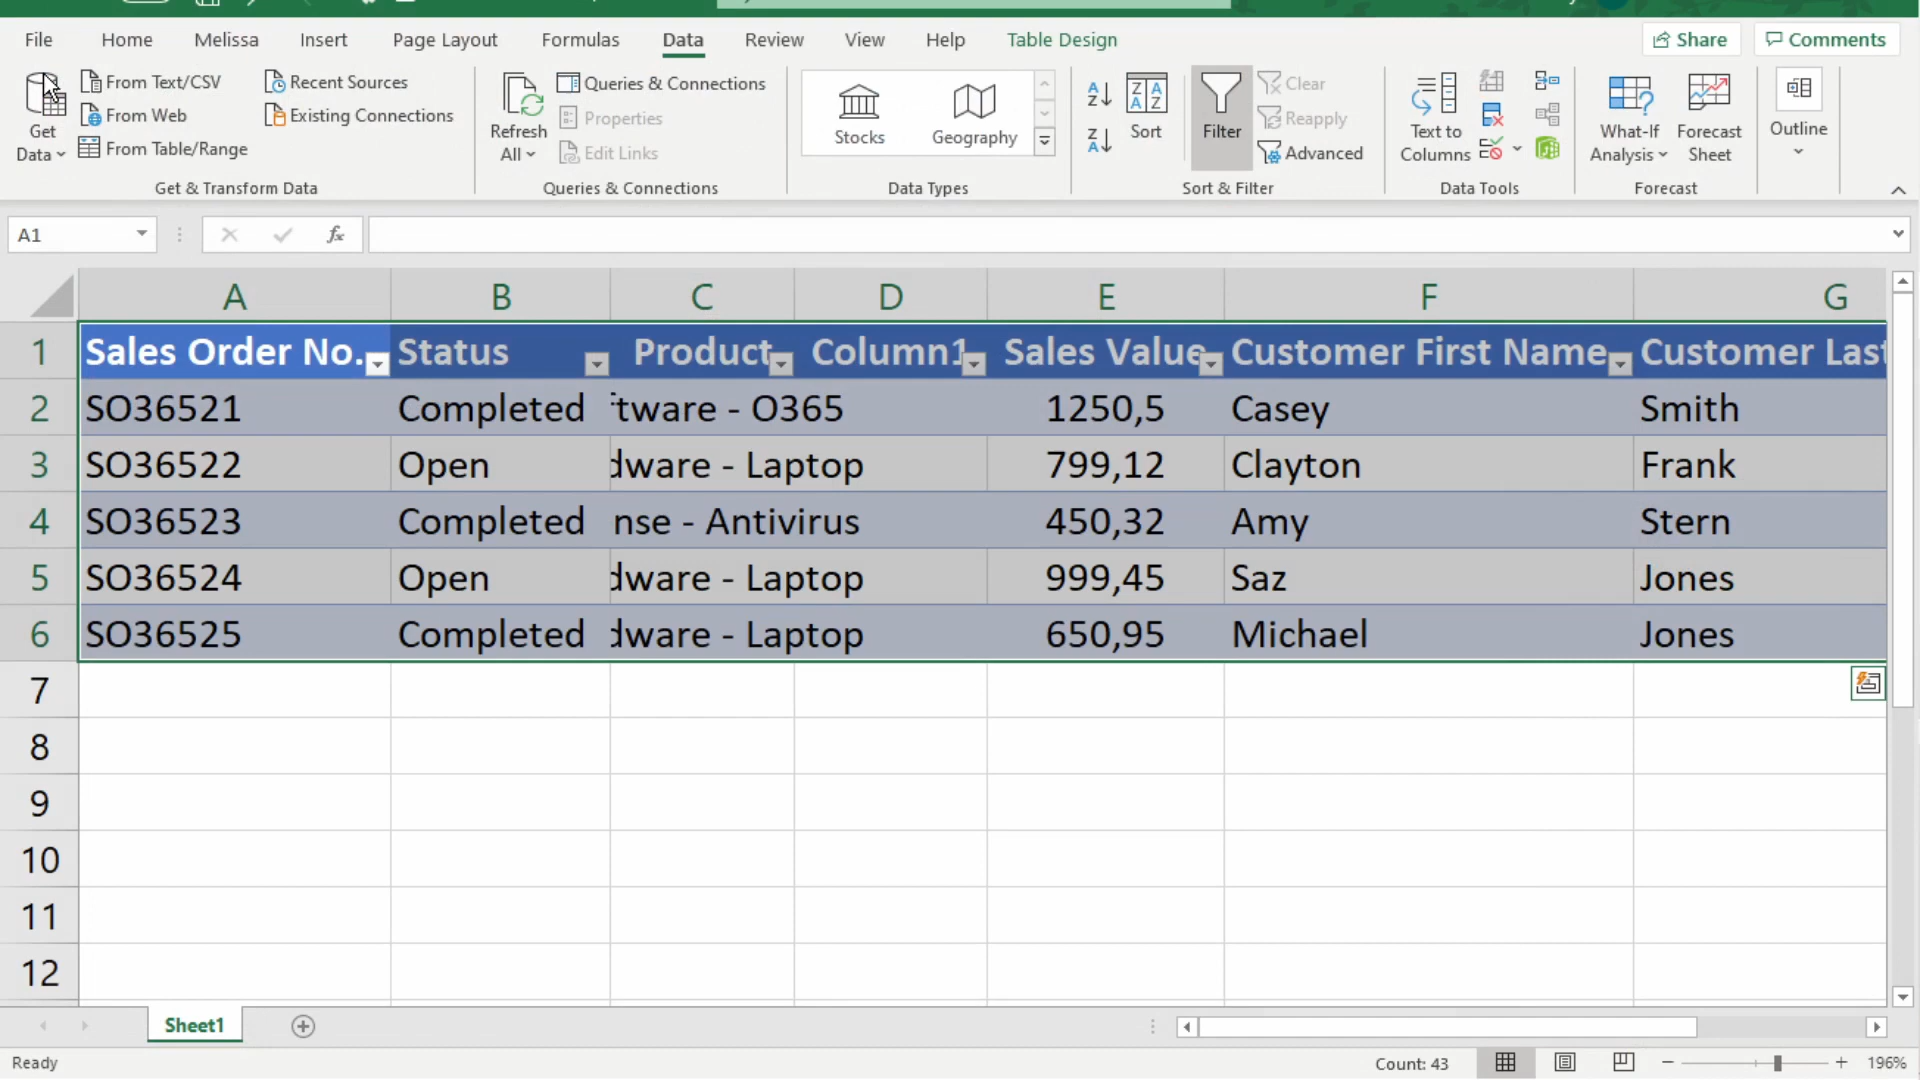 File Home Melissa Insert Page Layout Formulas Data Review View Help Table Design Share Comments
Get Data
From Text/CSV
From Web
From Table/Range
Recent Sources
Existing Connections
Get & Transform Data
Refresh All
Queries & Connections
Properties
Edit Links
Queries & Connections
Stocks Geography
Data Types
Sort
Filter
Clear
Reapply
Advanced
Sort & Filter
Text to Columns
Data Tools
What-If Analysis
Forecast Sheet
Forecast
Outline
A1 fx
A B C D E F G
1 Sales Order No. Status Product Column1 Sales Value Customer First Name Customer Las
2 SO36521 Completed tware - O365 1250,5 Casey Smith
3 SO36522 Open dware - Laptop 799,12 Clayton Frank
4 SO36523 Completed nse - Antivirus 450,32 Amy Stern
5 SO36524 Open dware - Laptop 999,45 Saz Jones
6 SO36525 Completed dware - Laptop 650,95 Michael Jones
7
8
9
10
11
12
Sheet1
Ready Count: 43 196%